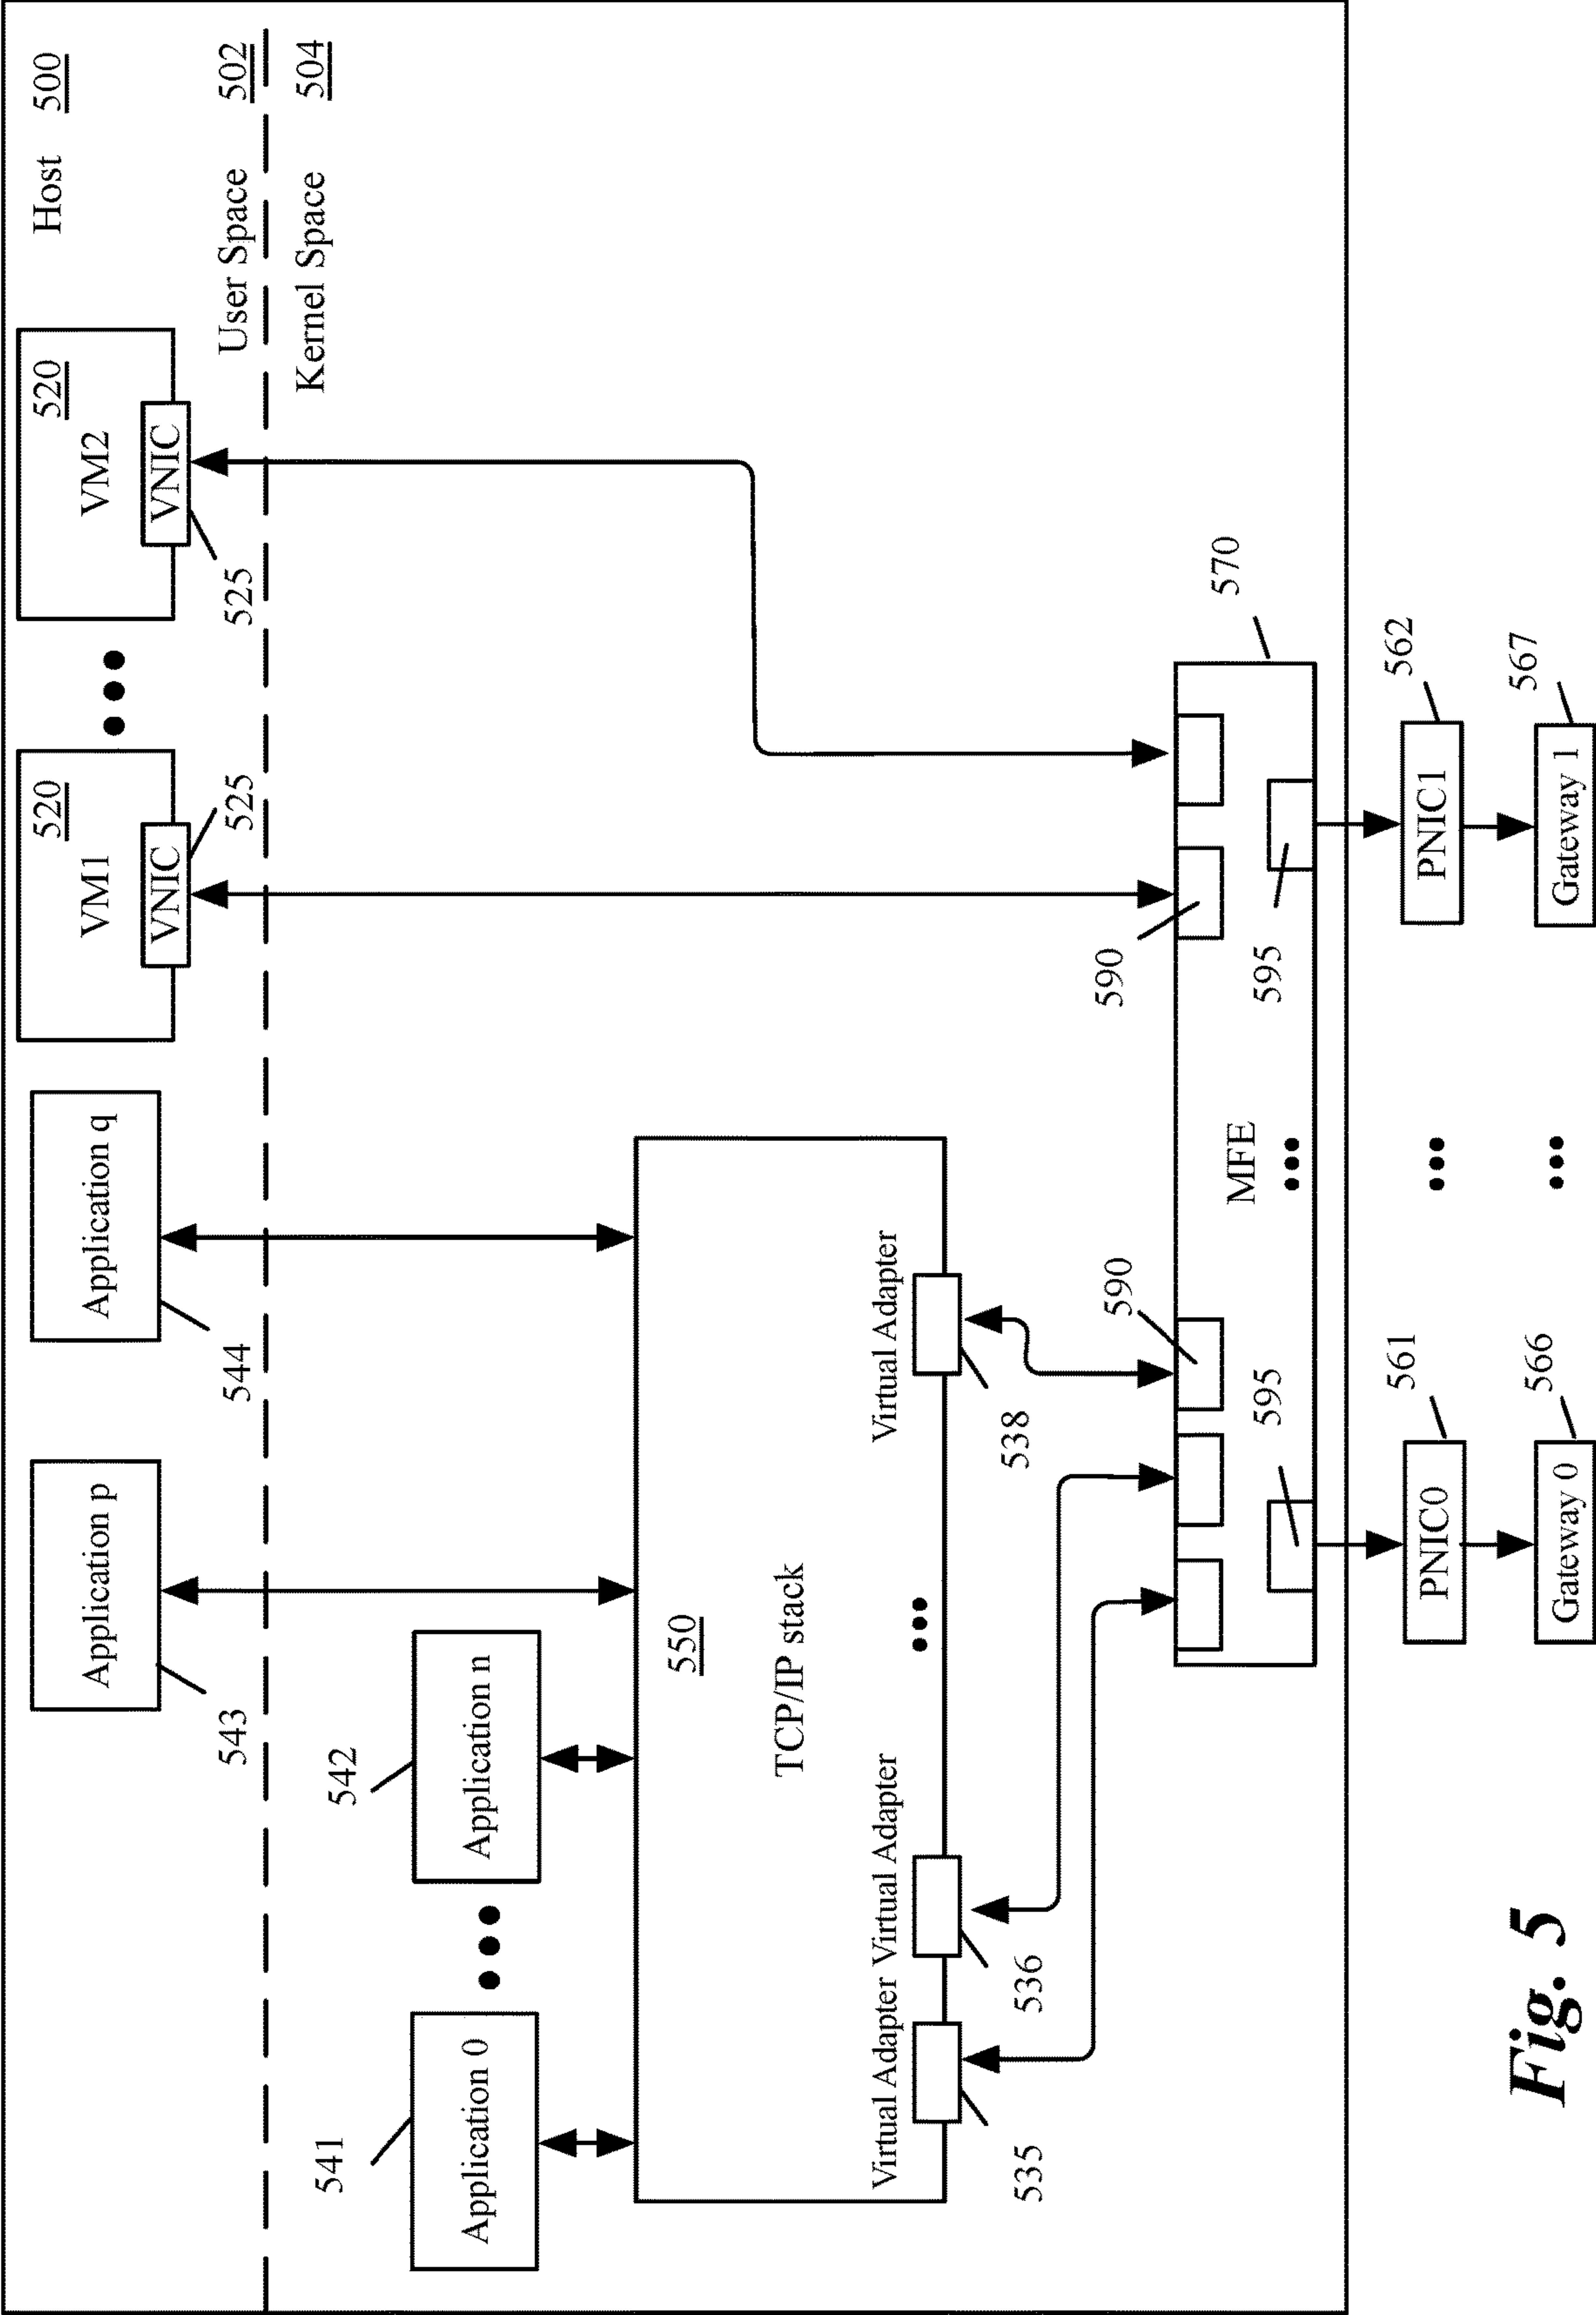 Host 500
User Space 502
Kernel Space 504
Application p
543
Application q
544
520
VM1
VNIC
525
520
VM2
VNIC
525
541
Application 0
542
Application n
550
TCP/IP stack
Virtual Adapter
535
Virtual Adapter
536
Virtual Adapter
538
590
590
MFE
570
595
595
PNIC0
561
PNIC1
562
Gateway 0
566
Gateway 1
567
Fig. 5